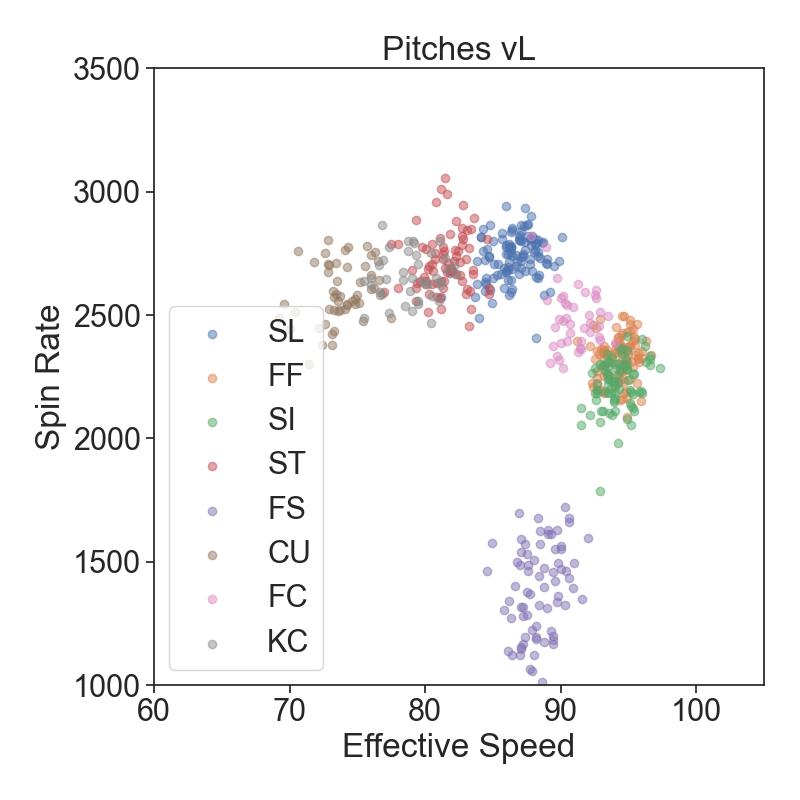 Pitches vL
3500
3000
2500
2000
1500
1000
Spin Rate
SL
FF
SI
ST
FS
CU
FC
KC
60 70 80 90 100
Effective Speed